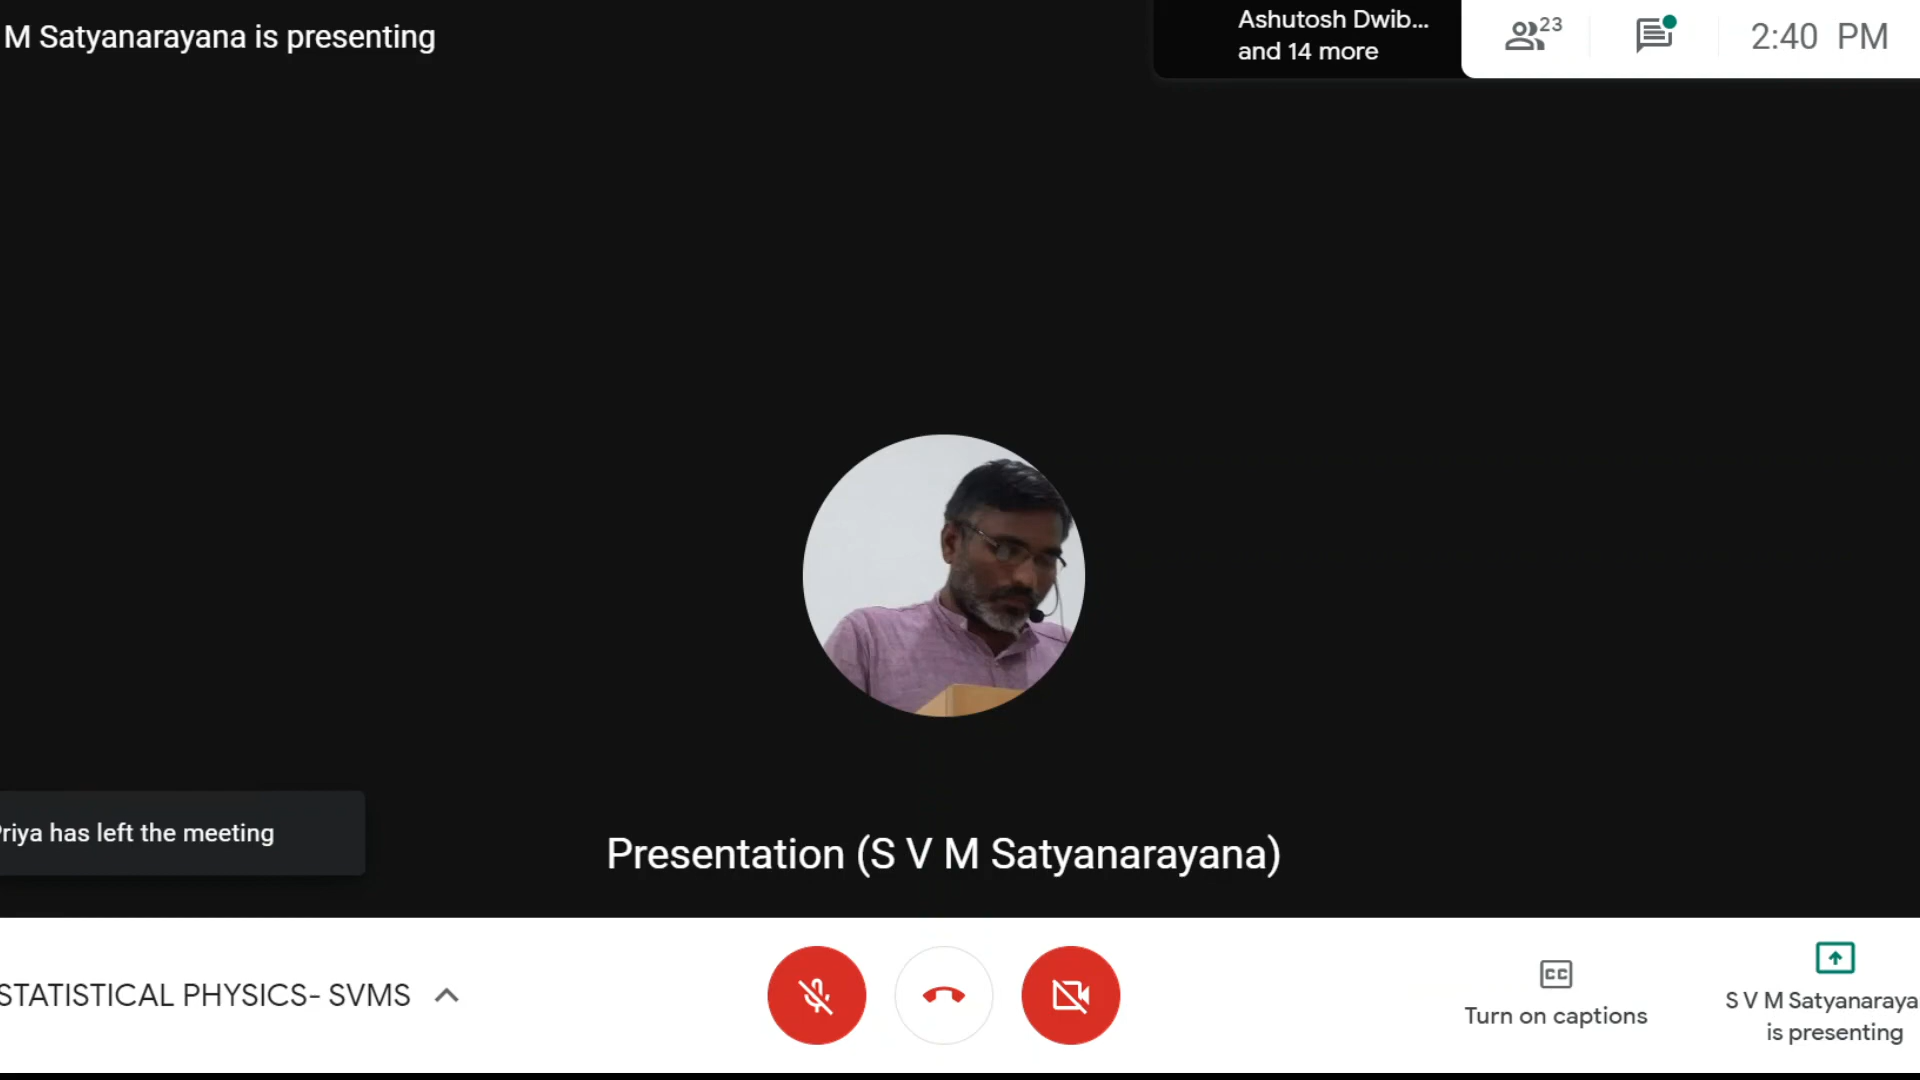 M Satyanarayana is presenting
Ashutosh Dwib...
and 14 more
23
2:40 PM
riya has left the meeting
Presentation (S V M Satyanarayana)
STATISTICAL PHYSICS- SVMS
CC
Turn on captions
S V M Satyanaraya
is presenting